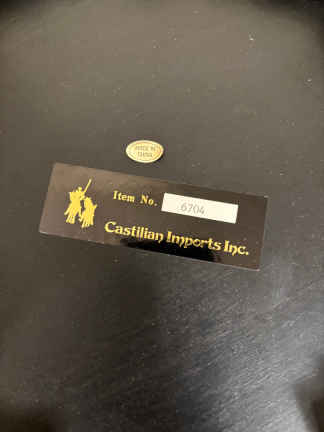 MADE IN
CHINA
Item No. 6704
Castilian Imports Inc.